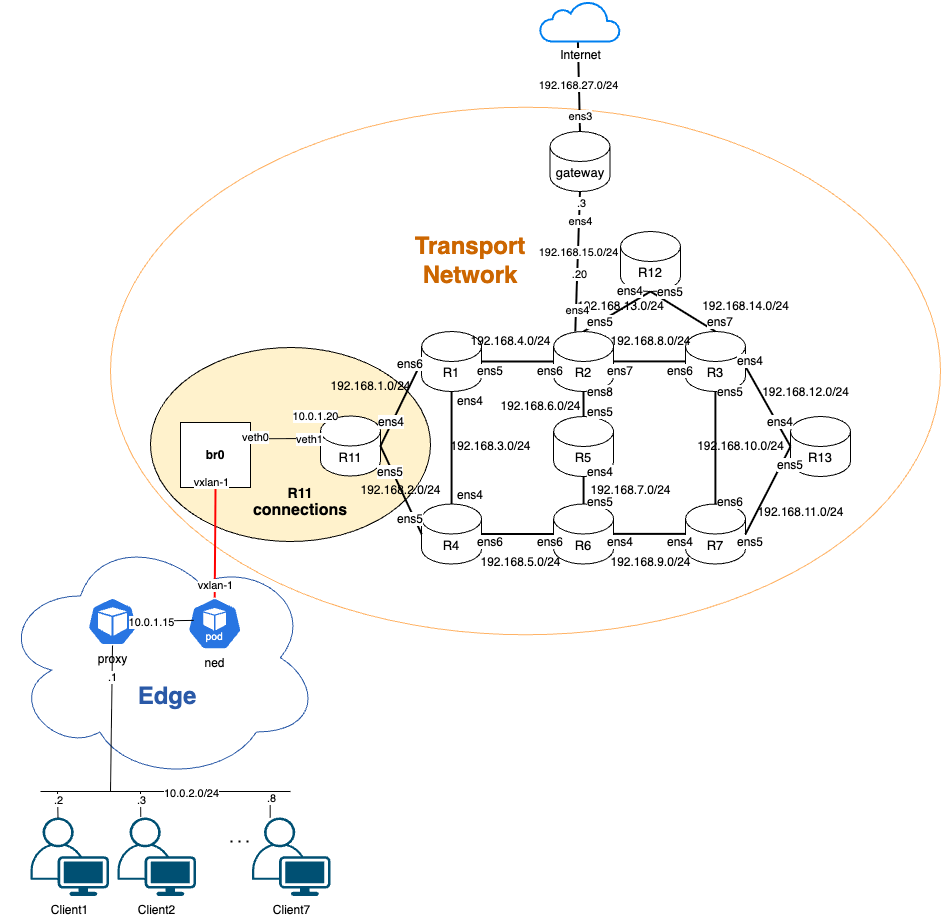 Internet
192.168.27.0/24
ens3
gateway
.3
ens4
Transport
Network
192.168.15.0/24
.20
R12
ens4
ens5
ens4
192.168.13.0/24
192.168.14.0/24
ens5
ens7
192.168.4.0/24
192.168.8.0/24
ens6
R1
ens5
ens6
R2
ens7
ens6
R3
ens4
192.168.1.0/24
ens4
ens8
ens5
192.168.12.0/24
192.168.6.0/24
ens5
10.0.1.20
ens4
ens4
veth0
veth1
br0
R11
192.168.3.0/24
R5
192.168.10.0/24
R13
ens5
ens5
ens4
vxlan-1
R11
connections
192.168.2.0/24
ens4
192.168.7.0/24
ens5
ens6
192.168.11.0/24
ens5
R4
ens6
ens6
R6
ens4
ens4
R7
ens5
192.168.5.0/24
192.168.9.0/24
vxlan-1
10.0.1.15
pod
proxy
ned
.1
Edge
10.0.2.0/24
.2
.3
.8
...
Client1
Client2
Client7